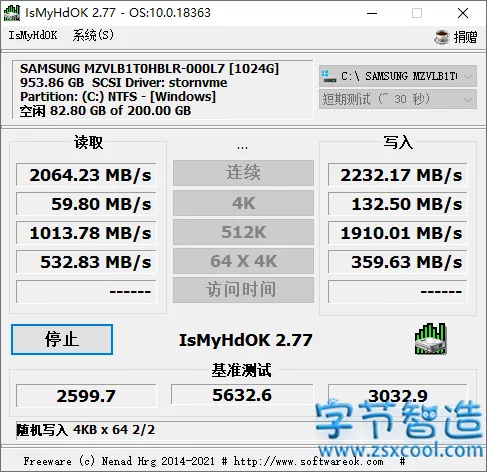 IsMyHdOK 2.77 - OS:10.0.18363
IsMyHdOK 系统(S) 捐赠
SAMSUNG MZVLB1T0HBLR-000L7 [1024G]
953.86 GB SCSI Driver: stornvme
Partition: (C:) NTFS - [Windows]
空闲 82.80 GB of 200.00 GB
C:\ SAMSUNG MZVLB1T
短期测试 (~ 30 秒)
读取 ... 写入
2064.23 MB/s 连续 2232.17 MB/s
59.80 MB/s 4K 132.50 MB/s
1013.78 MB/s 512K 1910.01 MB/s
532.83 MB/s 64 X 4K 359.63 MB/s
------ 访问时间 ------
停止 IsMyHdOK 2.77
基准测试
2599.7 5632.6 3032.9
随机写入 4KB x 64 2/2
字节智造
www.zsxcool.com
Freeware (c) Nenad Hrg 2014-2021 # http://www.softwareok.com #